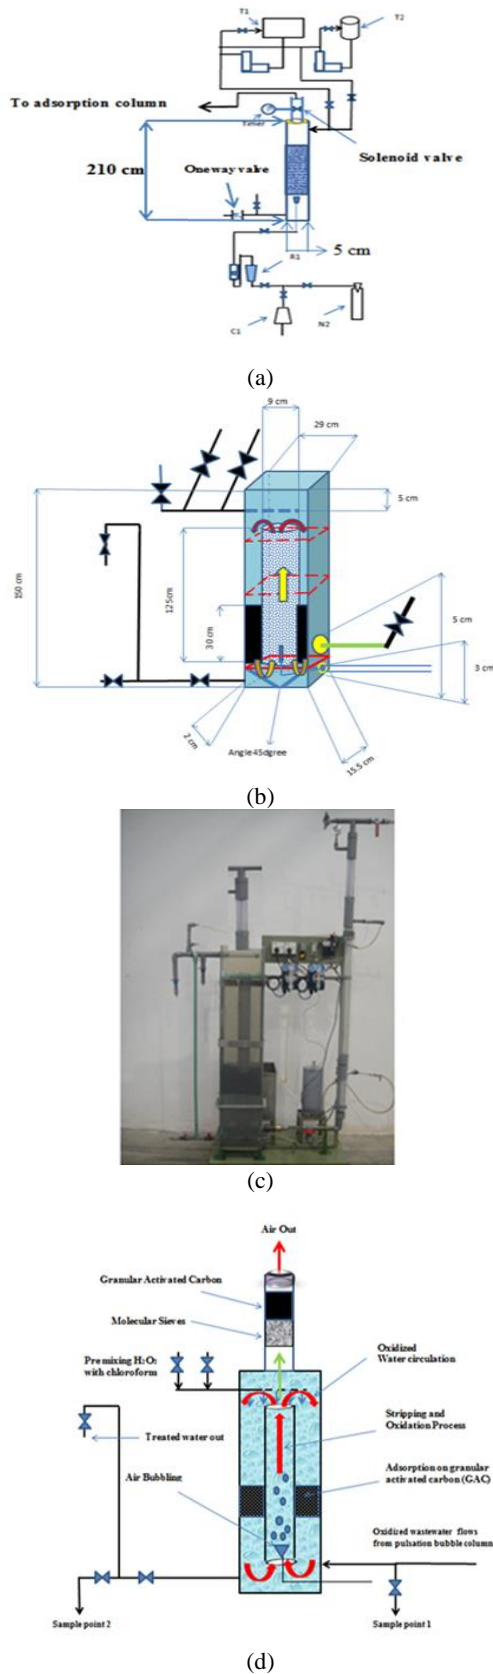 T1
T2
To adsorption column
Timer
Solenoid valve
210 cm
Oneway valve
5 cm
R1
C1
N2
(a)
9 cm
29 cm
5 cm
150 cm
125cm
30 cm
5 cm
3 cm
2 cm
Angle45dgree
15.5 cm
(b)
(c)
Air Out
Granular Activated Carbon
Molecular Sieves
Pre mixing H₂O₂
with chloroform
Oxidized
Water circulation
Stripping and
Oxidation Process
Treated water out
Air Bubbling
Adsorption on granular
activated carbon (GAC)
Oxidized wastewater flows
from pulsation bubble column
Sample point 2
Sample point 1
(d)